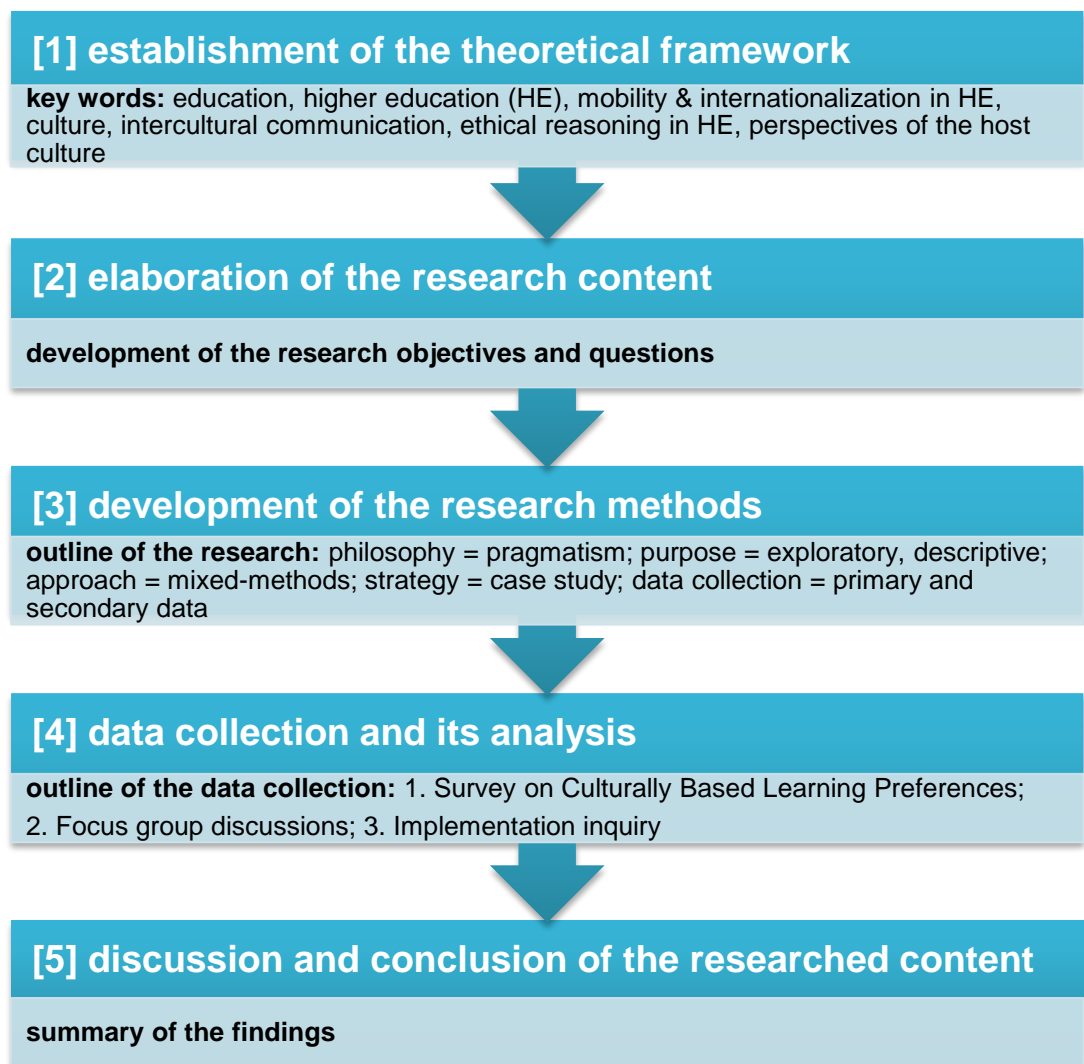 [1] establishment of the theoretical framework
key words: education, higher education (HE), mobility & internationalization in HE,
culture, intercultural communication, ethical reasoning in HE, perspectives of the host
culture
[2] elaboration of the research content
development of the research objectives and questions
[3] development of the research methods
outline of the research: philosophy = pragmatism; purpose = exploratory, descriptive;
approach = mixed-methods; strategy = case study; data collection = primary and
secondary data
[4] data collection and its analysis
outline of the data collection: 1. Survey on Culturally Based Learning Preferences;
2. Focus group discussions; 3. Implementation inquiry
[5] discussion and conclusion of the researched content
summary of the findings